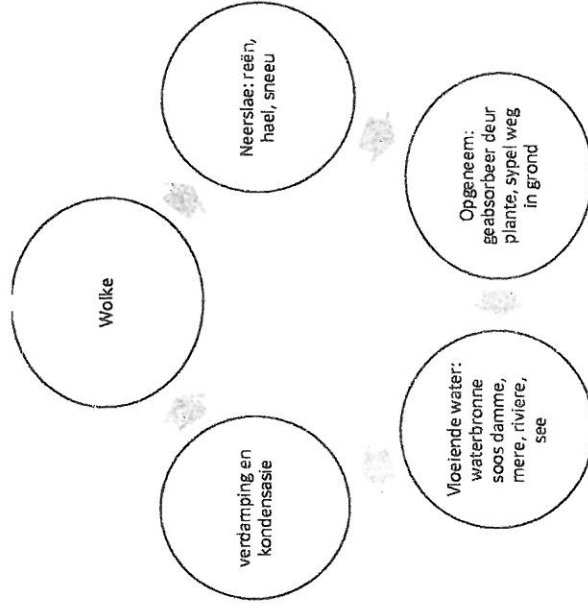 Wolke
Neerslae: reën,
hael, sneeu
Opgeneem:
geabsorbeer deur
plante, sypel weg
in grond
Vloeiende water:
waterbronne
soos damme,
mere, riviere,
see
verdamping en
kondensasie